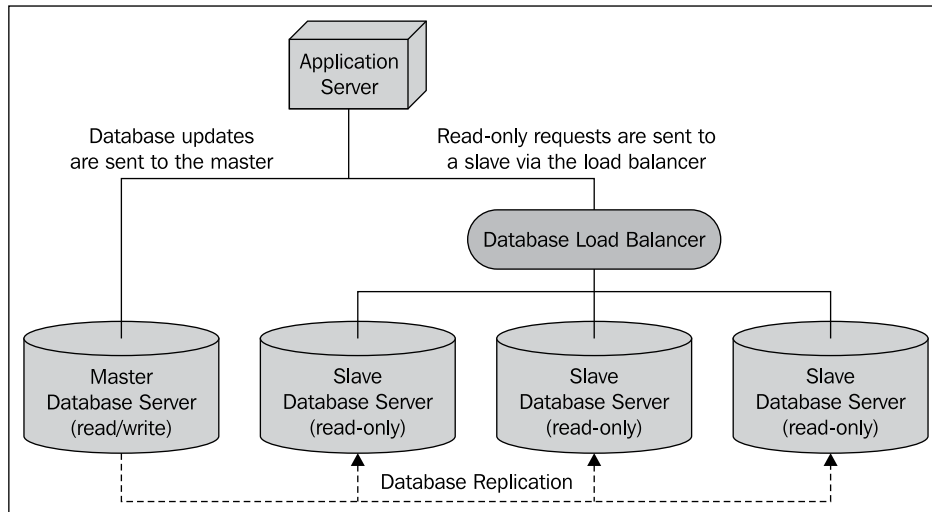 Application
Server
Database updates
are sent to the master
Read-only requests are sent to
a slave via the load balancer
Database Load Balancer
Master
Database Server
(read/write)
Slave
Database Server
(read-only)
Slave
Database Server
(read-only)
Slave
Database Server
(read-only)
Database Replication